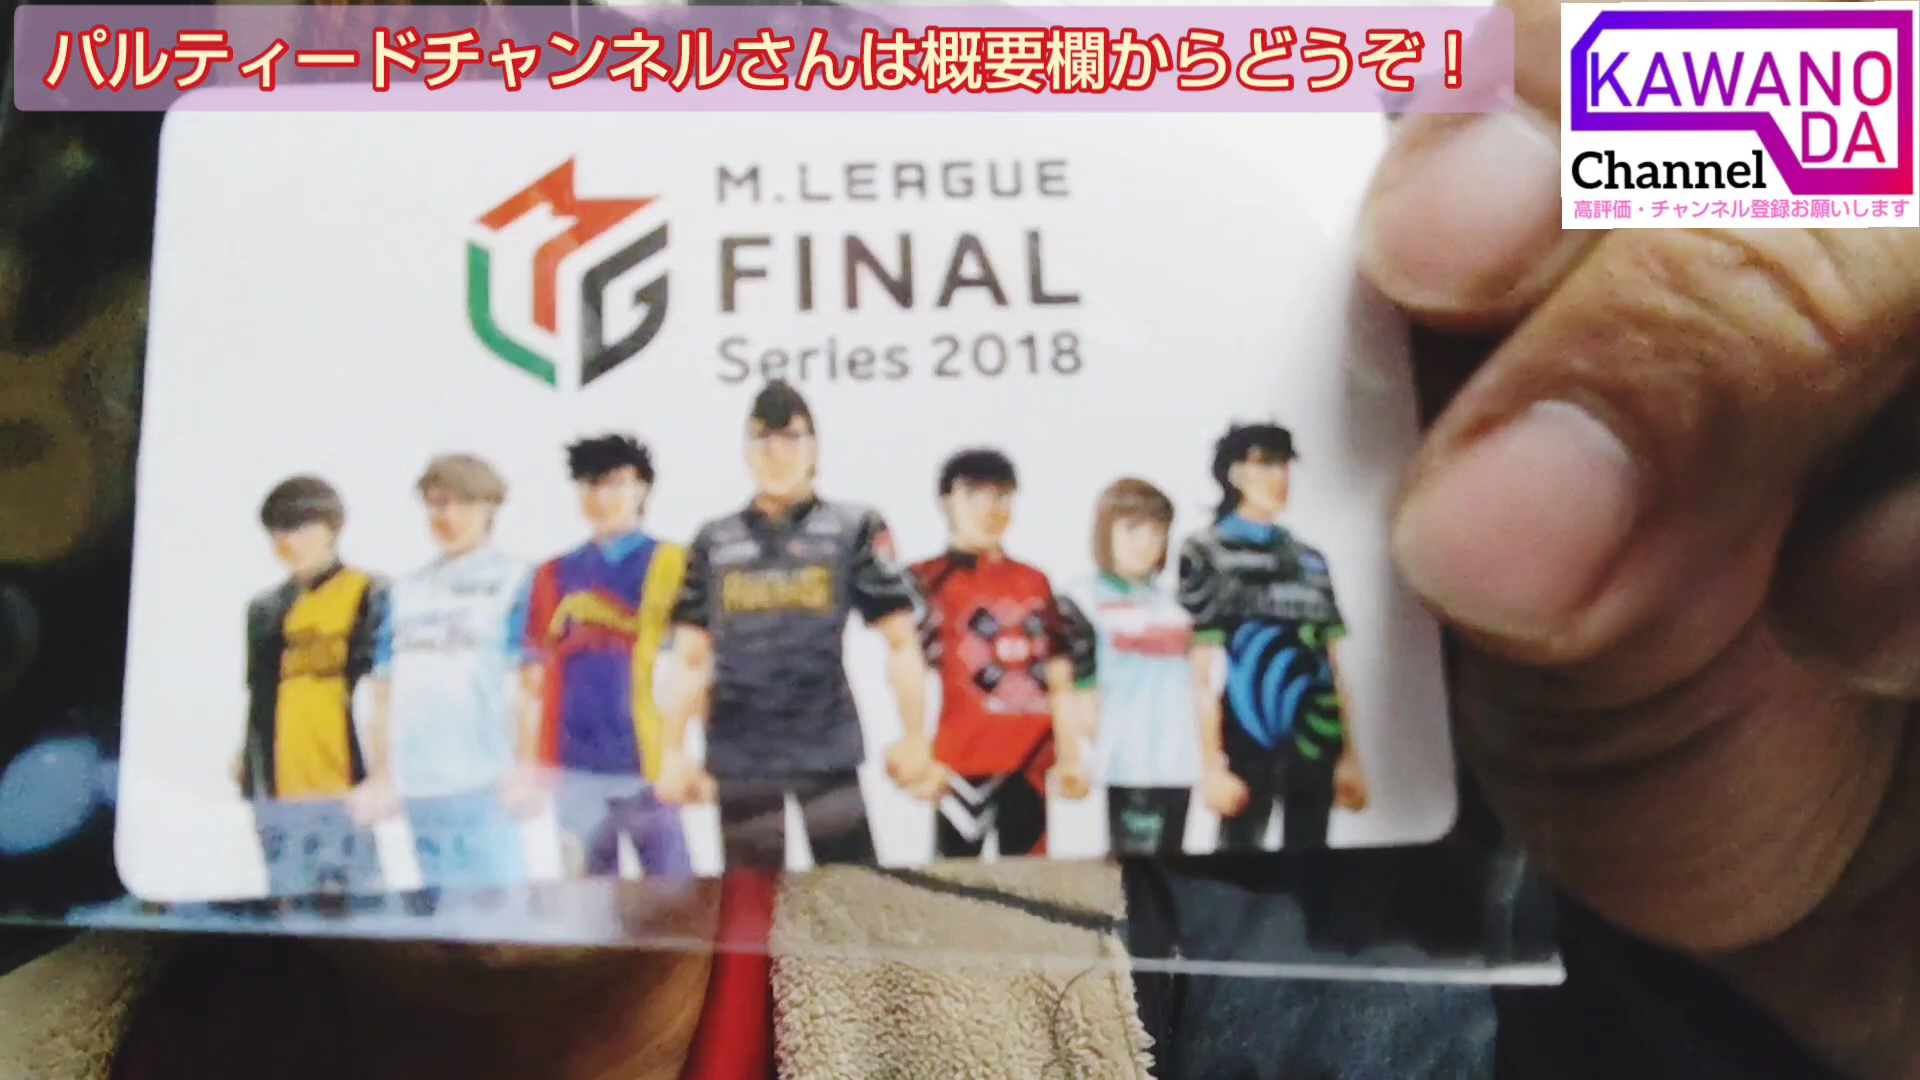 パルティードチャンネルさんは概要欄からどうぞ！
KAWANO
DA
Channel
高評価・チャンネル登録お願いします
M.LEAGUE
FINAL
Series 2018